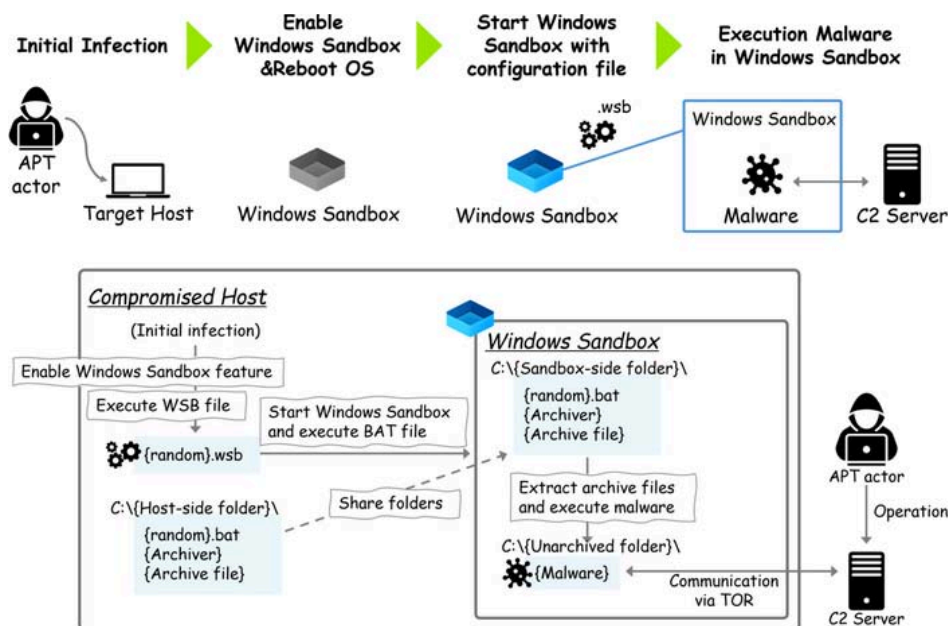 Initial Infection
Enable
Windows Sandbox
&Reboot OS
Start Windows
Sandbox with
configuration file
Execution Malware
in Windows Sandbox
APT
actor
Target Host
Windows Sandbox
.wsb
Windows Sandbox
Windows Sandbox
Malware
C2 Server
Compromised Host
(Initial infection)
Enable Windows Sandbox feature
Execute WSB file
{random}.wsb
Start Windows Sandbox
and execute BAT file
C:\{Host-side folder}\
{random}.bat
{Archiver}
{Archive file}
Share folders
Windows Sandbox
C:\{Sandbox-side folder}\
{random}.bat
{Archiver}
{Archive file}
Extract archive files
and execute malware
C:\{Unarchived folder}\
{Malware}
Communication
via TOR
APT actor
Operation
C2 Server